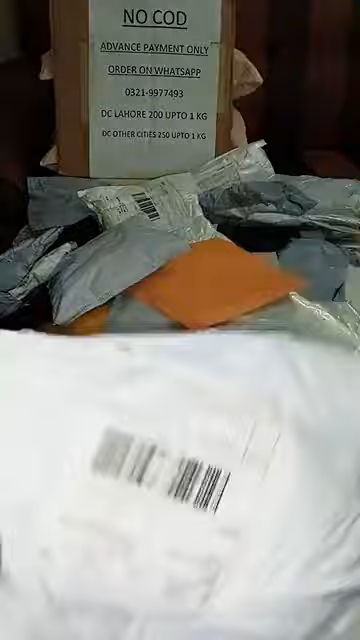 NO COD
ADVANCE PAYMENT ONLY
ORDER ON WHATSAPP
0321-9977493
DC LAHORE 200 UPTO 1 KG
DC OTHER CITIES 250 UPTO 1 KG